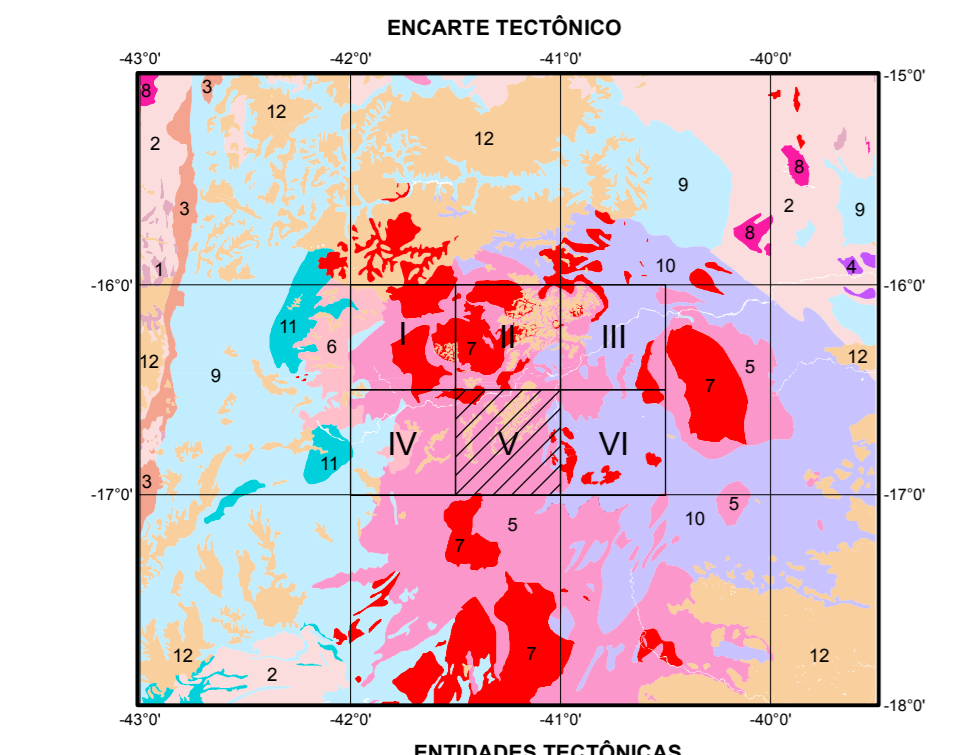 ENCARTE TECTÔNICO
-43°0' -42°0' -41°0' -40°0'
-15°0'
8 3 12 12
2 8
9
3 2 9
8
1 10 4
-16°0' -16°0'
11 6 I 7 II III
12 9 5 12
7
IV V VI
11
3
-17°0' -17°0'
5 10 5
7
12 2 7 12
-18°0'
-43°0' -42°0' -41°0' -40°0'
ENTIDADES TECTÔNICAS